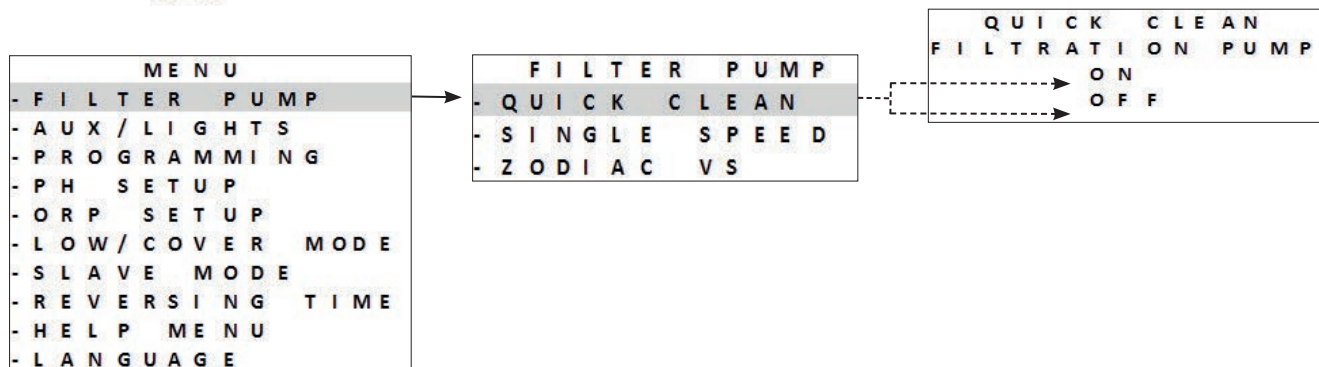 MENU
-FILTER PUMP
-AUX/LIGHTS
-PROGRAMMING
-PH SETUP
-ORP SETUP
-LOW/COVER MODE
-SLAVE MODE
-REVERSING TIME
-HELP MENU
-LANGUAGE
FILTER PUMP
- QUICK CLEAN
- SINGLE SPEED
- ZODIAC VS
QUICK CLEAN
FILTRATION PUMP
ON
OFF